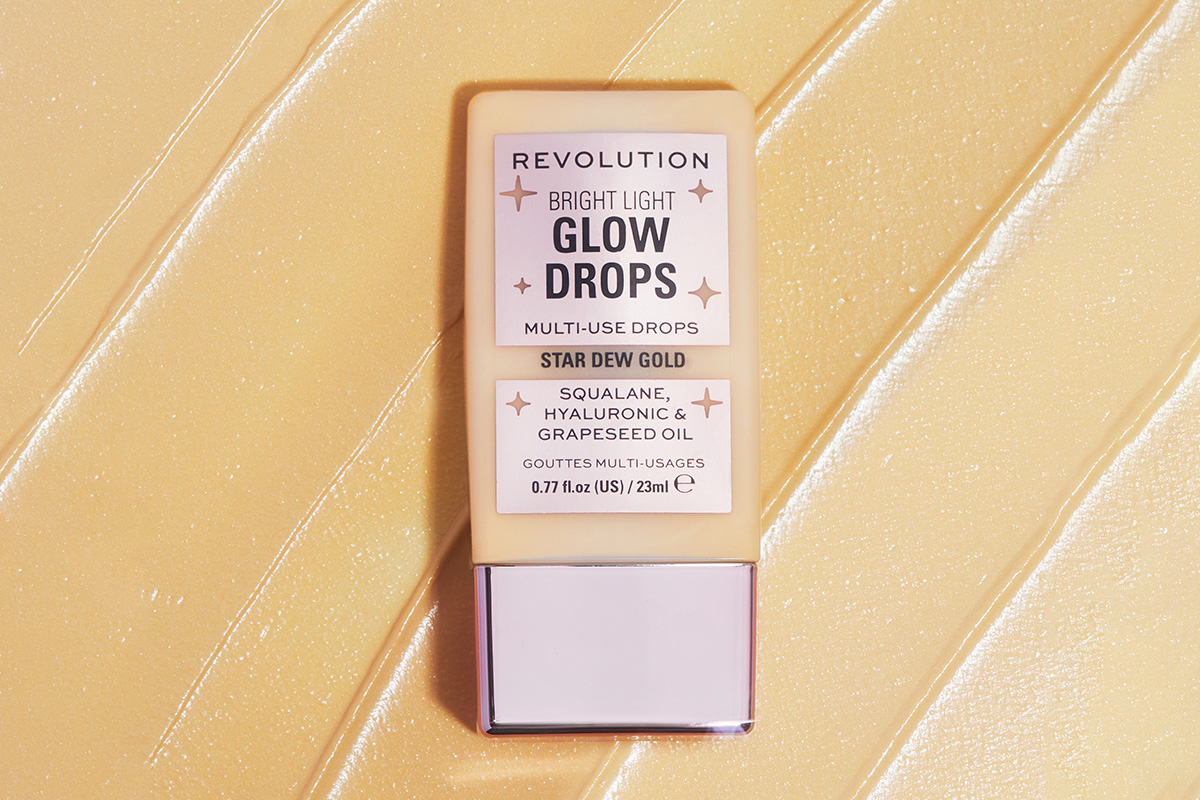 REVOLUTION
BRIGHT LIGHT
GLOW
DROPS
MULTI-USE DROPS
STAR DEW GOLD
SQUALANE,
HYALURONIC &
GRAPESEED OIL
GOUTTES MULTI-USAGES
0.77 fl.oz (US) / 23ml ℮